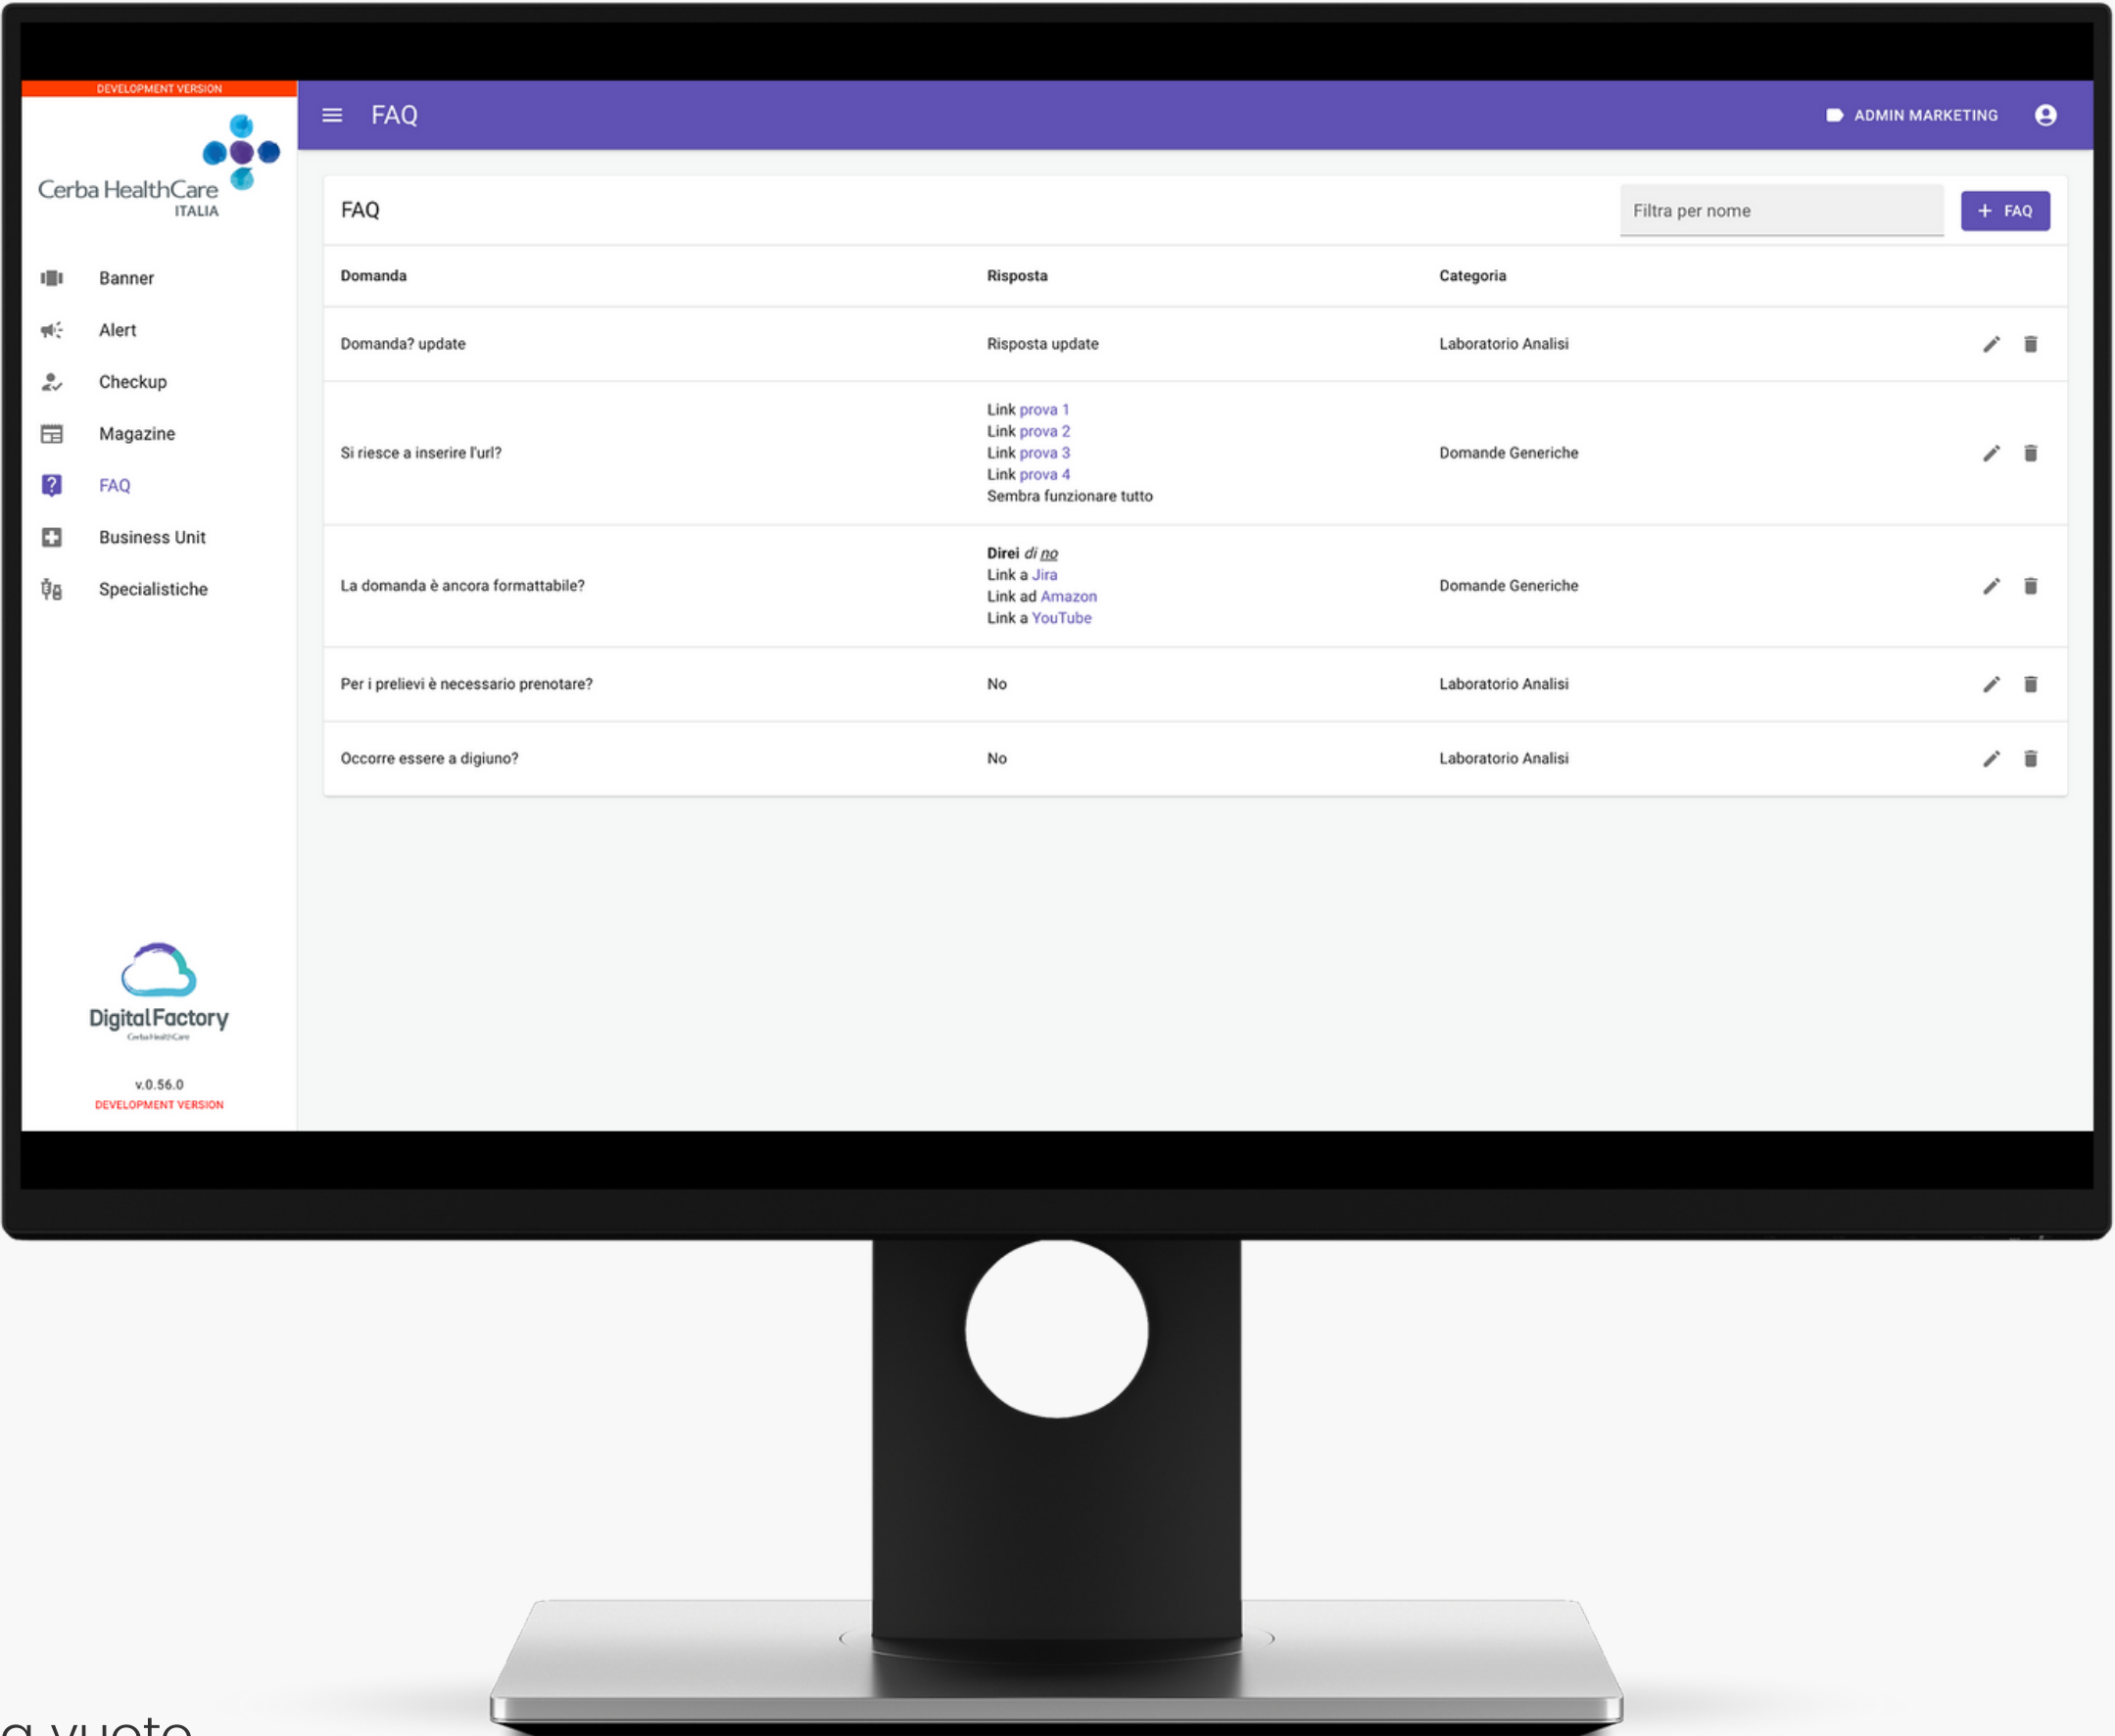 DEVELOPMENT VERSION
Cerba HealthCare
ITALIA
Banner
Alert
Checkup
Magazine
FAQ
Business Unit
Specialistiche
DigitalFactory
Cerba HealthCare
v.0.56.0
DEVELOPMENT VERSION
FAQ
ADMIN MARKETING
FAQ
Filtra per nome
+ FAQ
Domanda Risposta Categoria
Domanda? update Risposta update Laboratorio Analisi
Si riesce a inserire l'url?
Link prova 1
Link prova 2
Link prova 3
Link prova 4
Sembra funzionare tutto
Domande Generiche
La domanda è ancora formattabile?
Direi di no
Link a Jira
Link ad Amazon
Link a YouTube
Domande Generiche
Per i prelievi è necessario prenotare? No Laboratorio Analisi
Occorre essere a digiuno? No Laboratorio Analisi